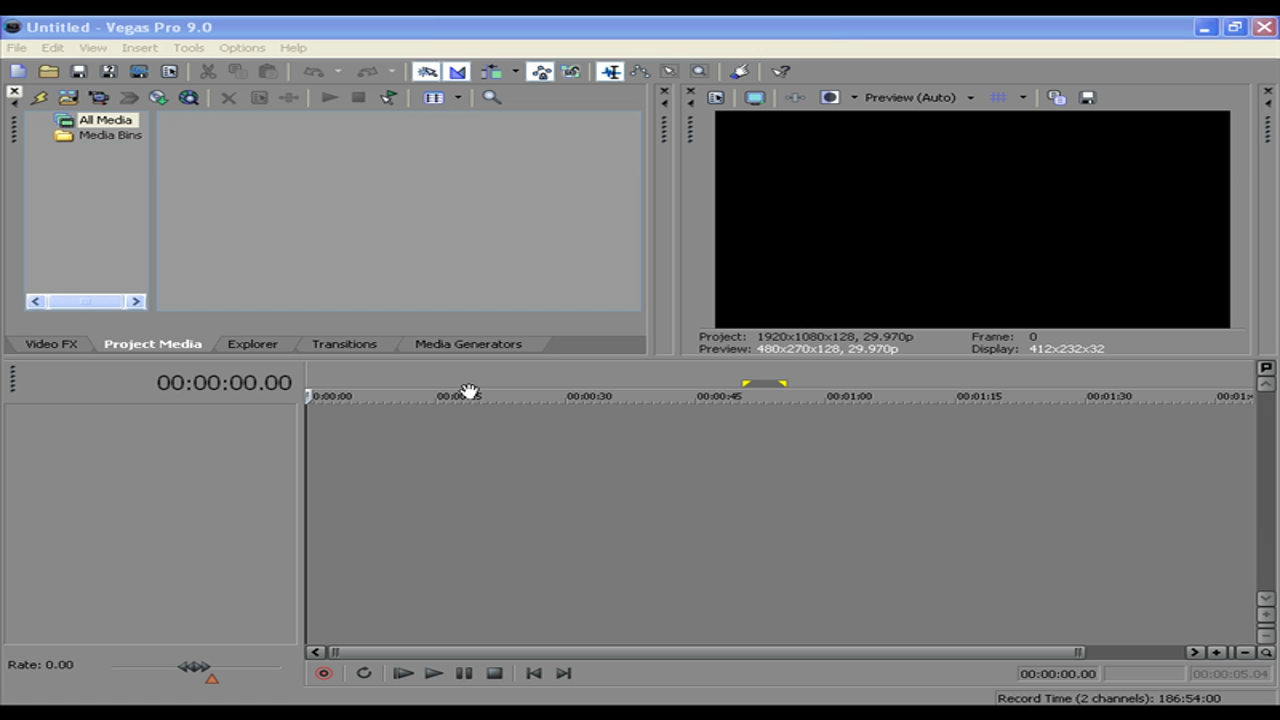 Untitled - Vegas Pro 9.0
File Edit View Insert Tools Options Help
Preview (Auto)
All Media
Media Bins
Project: 1920x1080x128, 29.970p Frame: 0
Preview: 480x270x128, 29.970p Display: 412x232x32
Video FX Project Media Explorer Transitions Media Generators
00:00:00.00
0:00:00 00:00:30 00:00:45 00:01:00 00:01:15 00:01:30
Rate: 0.00
00:00:00.00 00:00:05.04
Record Time (2 channels): 186:54:00